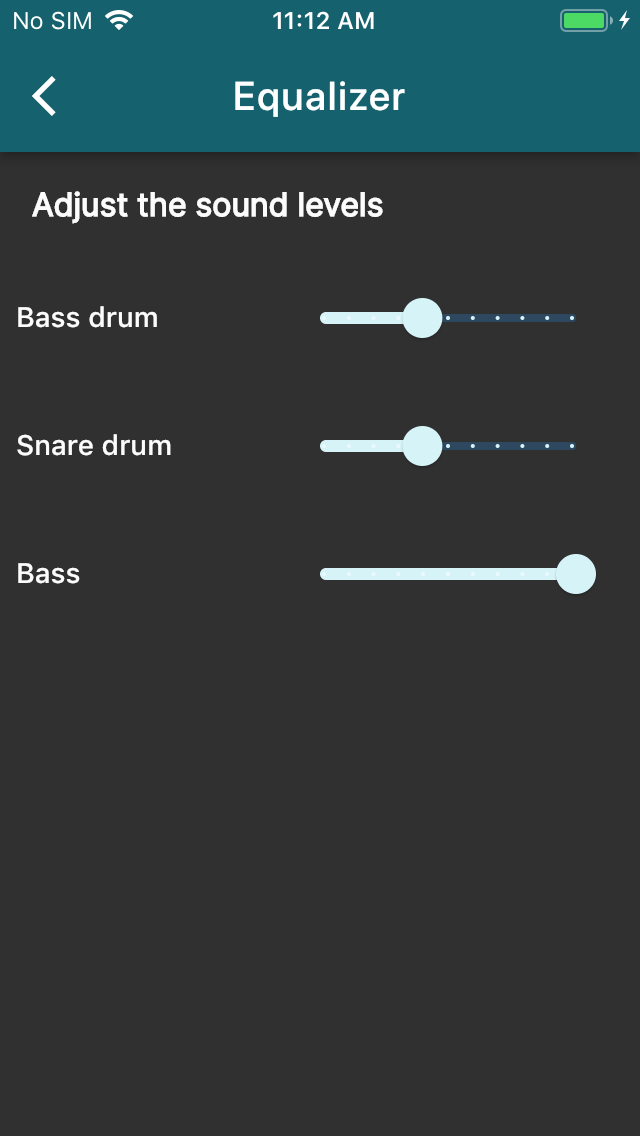 No SIM 11:12 AM
Equalizer
Adjust the sound levels
Bass drum
Snare drum
Bass